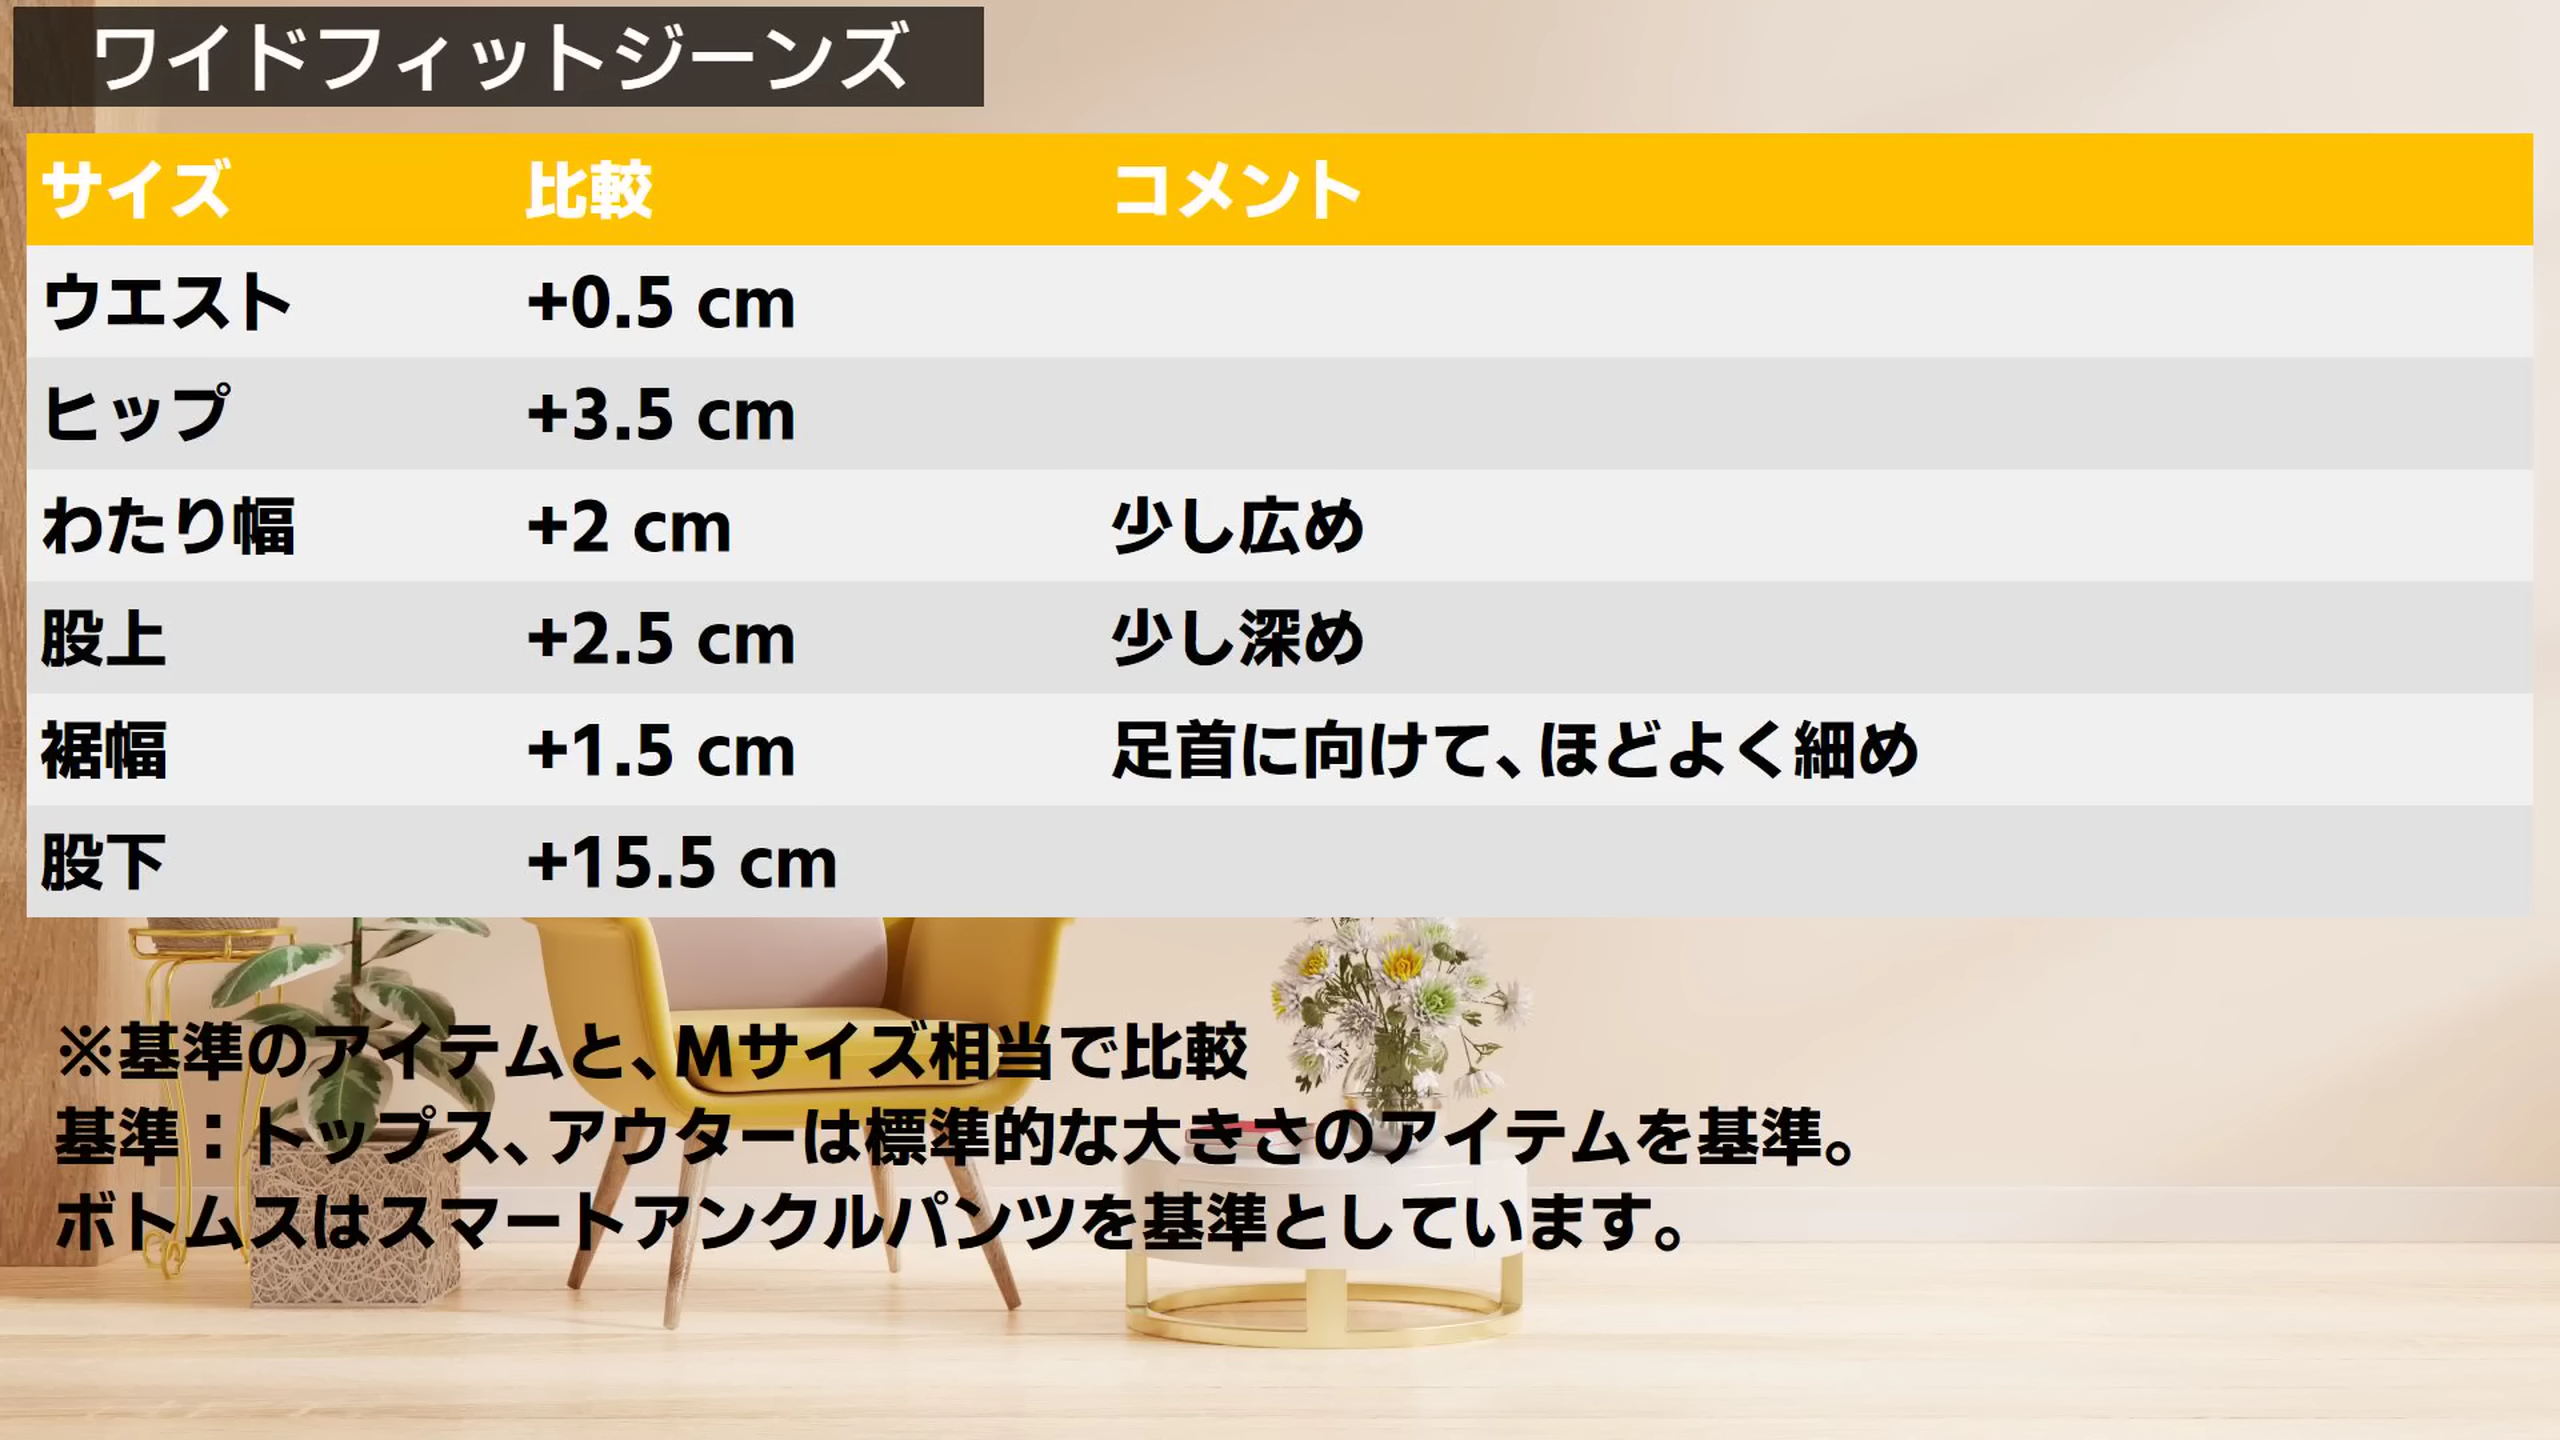 ワイドフィットジーンズ
サイズ 比較 コメント
ウエスト +0.5 cm
ヒップ +3.5 cm
わたり幅 +2 cm 少し広め
股上 +2.5 cm 少し深め
裾幅 +1.5 cm 足首に向けて、ほどよく細め
股下 +15.5 cm
※基準のアイテムと、Mサイズ相当で比較
基準：トップス、アウターは標準的な大きさのアイテムを基準。
ボトムスはスマートアンクルパンツを基準としています。